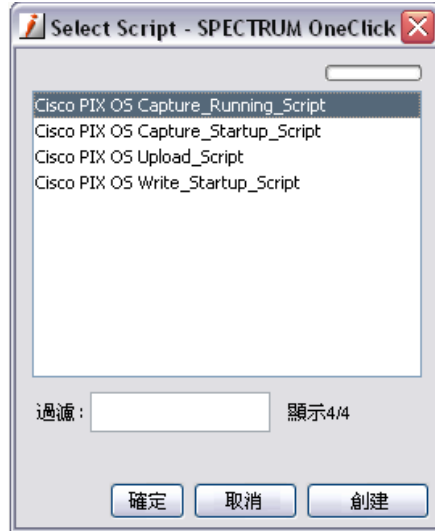 Select Script - SPECTRUM OneClick
Cisco PIX OS Capture_Running_Script
Cisco PIX OS Capture_Startup_Script
Cisco PIX OS Upload_Script
Cisco PIX OS Write_Startup_Script
過濾： 顯示4/4
確定 取消 創建